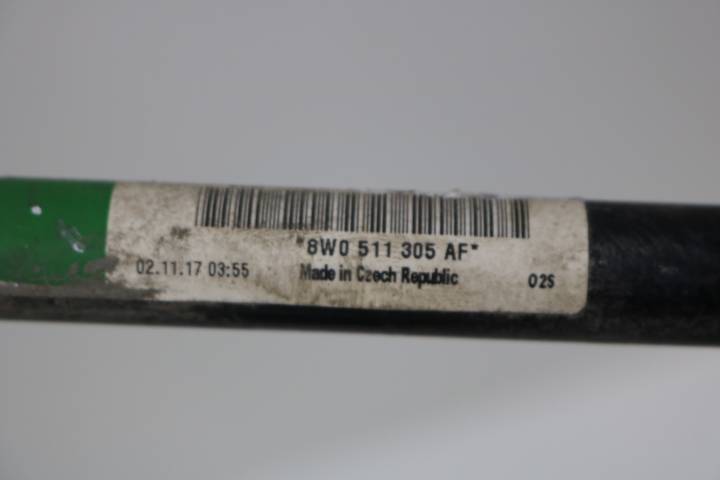 *8W0 511 305 AF*
02.11.17 03:55 Made in Czech Republic 02S